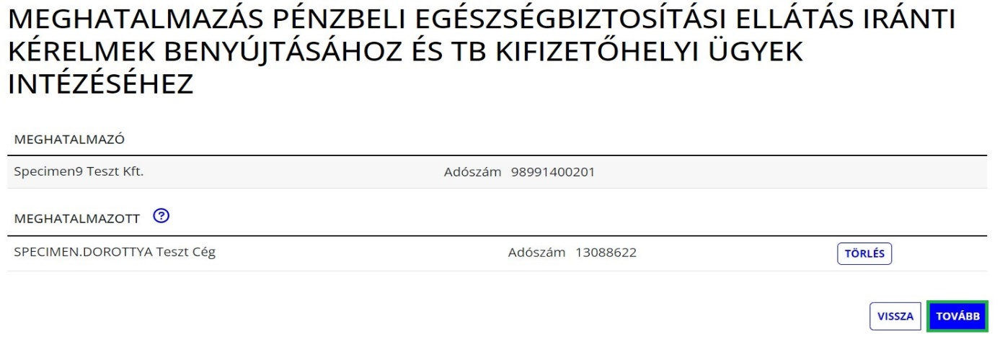 MEGHATALMAZÁS PÉNZBELI EGÉSZSÉGBIZTOSÍTÁSI ELLÁTÁS IRÁNTI
KÉRELMEK BENYÚJTÁSÁHOZ ÉS TB KIFIZETŐHELYI ÜGYEK
INTÉZÉSÉHEZ
MEGHATALMAZÓ
Specimen9 Teszt Kft. Adószám 98991400201
MEGHATALMAZOTT ?
SPECIMEN.DOROTTYA Teszt Cég Adószám 13088622 TÖRLÉS
VISSZA TOVÁBB